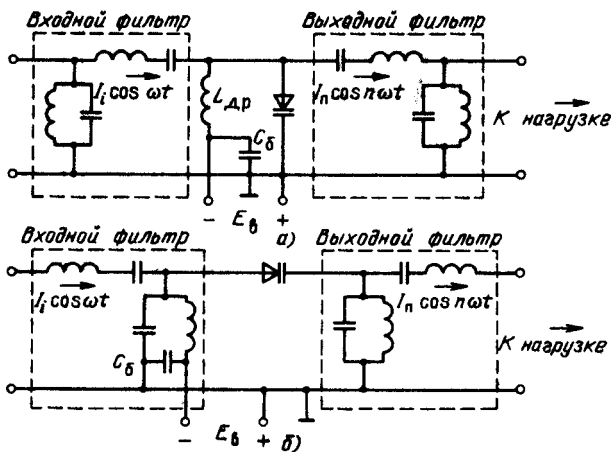 Входной фильтр
Выходной фильтр
I_i cos ωt
L_др
C_б
I_n cos nωt
К нагрузке
− E_в +
а)
Входной фильтр
Выходной фильтр
I_i cos ωt
C_б
I_n cos nωt
К нагрузке
− E_в + б)